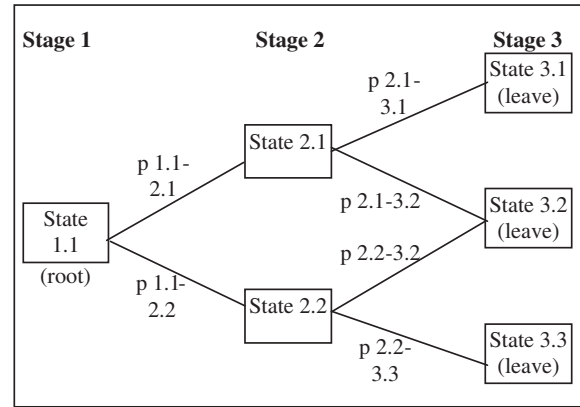 Stage 1
Stage 2
Stage 3
State 3.1
(leave)
p 2.1-
3.1
State 2.1
p 1.1-
2.1
p 2.1-3.2
State
1.1
(root)
State 3.2
(leave)
p 2.2-3.2
p 1.1-
2.2
State 2.2
p 2.2-
3.3
State 3.3
(leave)